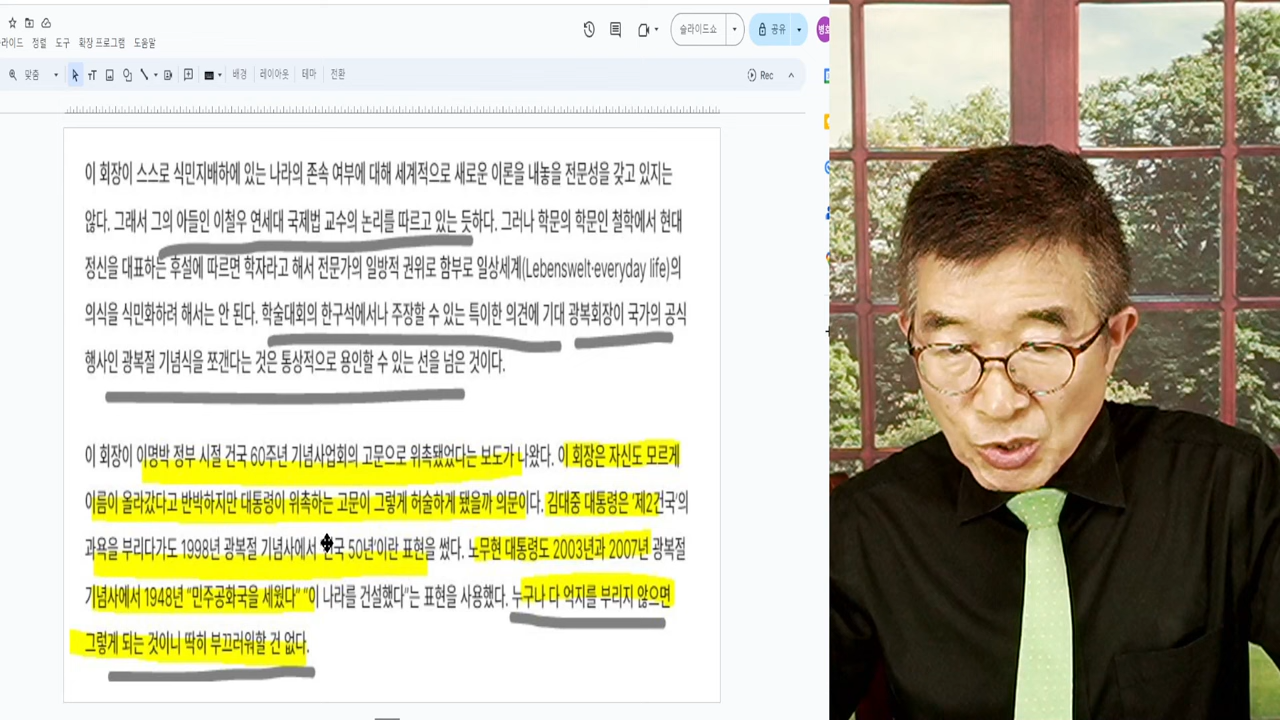 라이드 정렬 도구 확장 프로그램 도움말
슬라이드쇼
공유
맞춤
배경 레이아웃 테마 전환
Rec
이 회장이 스스로 식민지배하에 있는 나라의 존속 여부에 대해 세계적으로 새로운 이론을 내놓을 전문성을 갖고 있지는
않다. 그래서 그의 아들인 이철우 연세대 국제법 교수의 논리를 따르고 있는 듯하다. 그러나 학문의 학문인 철학에서 현대
정신을 대표하는 후설에 따르면 학자라고 해서 전문가의 일방적 권위로 함부로 일상세계(Lebenswelt·everyday life)의
의식을 식민화하려 해서는 안 된다. 학술대회의 한구석에서나 주장할 수 있는 특이한 의견에 기대 광복회장이 국가의 공식
행사인 광복절 기념식을 쪼갠다는 것은 통상적으로 용인할 수 있는 선을 넘은 것이다.
이 회장이 이명박 정부 시절 건국 60주년 기념사업회의 고문으로 위촉됐었다는 보도가 나왔다. 이 회장은 자신도 모르게
이름이 올라갔다고 반박하지만 대통령이 위촉하는 고문이 그렇게 허술하게 됐을까 의문이다. 김대중 대통령은 '제2건국'의
과욕을 부리다가도 1998년 광복절 기념사에서 '건국 50년'이란 표현을 썼다. 노무현 대통령도 2003년과 2007년 광복절
기념사에서 1948년 “민주공화국을 세웠다” “이 나라를 건설했다”는 표현을 사용했다. 누구나 다 억지를 부리지 않으면
그렇게 되는 것이니 딱히 부끄러워할 건 없다.